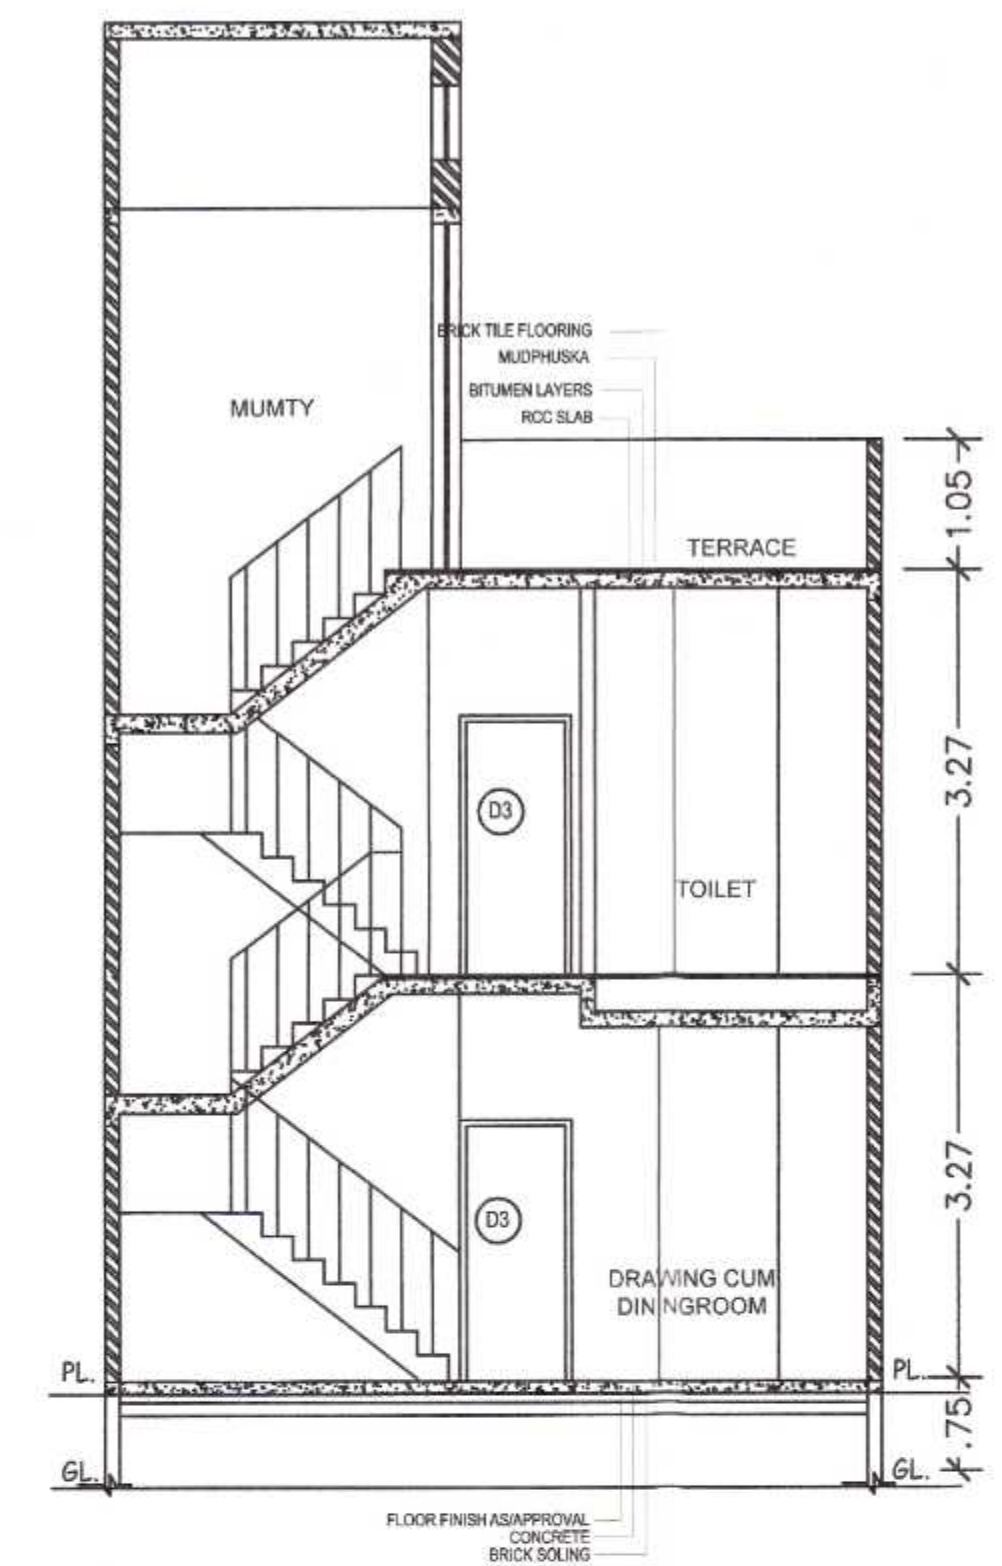 BRICK TILE FLOORING
MUDPHUSKA
BITUMEN LAYERS
RCC SLAB
MUMTY
1.05
TERRACE
3.27
D3
TOILET
3.27
D3
DRAWING CUM
DININGROOM
PL.
PL.
.75
GL.
GL.
FLOOR FINISH AS/APPROVAL
CONCRETE
BRICK SOLING